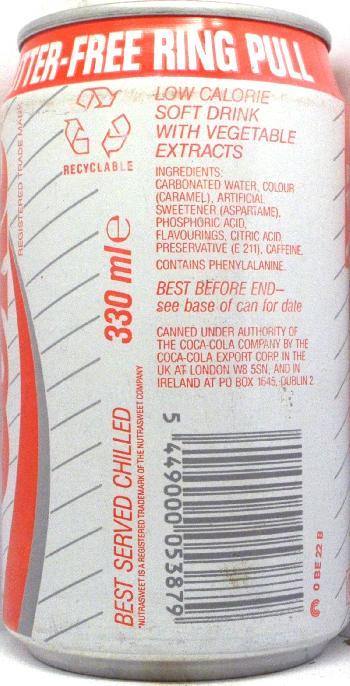 TTER-FREE RING PULL
REGISTERED TRADE MARK
RECYCLABLE
LOW CALORIE
SOFT DRINK
WITH VEGETABLE
EXTRACTS
INGREDIENTS:
CARBONATED WATER, COLOUR
(CARAMEL), ARTIFICIAL
SWEETENER (ASPARTAME),
PHOSPHORIC ACID,
FLAVOURINGS, CITRIC ACID
PRESERVATIVE (E 211), CAFFEINE.
CONTAINS PHENYLALANINE.
BEST BEFORE END–
see base of can for date
CANNED UNDER AUTHORITY OF
THE COCA-COLA COMPANY BY THE
COCA-COLA EXPORT CORP. IN THE
UK AT LONDON W8 5SN, AND IN
IRELAND AT PO BOX 1645, DUBLIN 2
330 ml e
BEST SERVED CHILLED
*NUTRASWEET IS A REGISTERED TRADEMARK OF THE NUTRASWEET COMPANY
5 449000 053879
0 BE 22 B